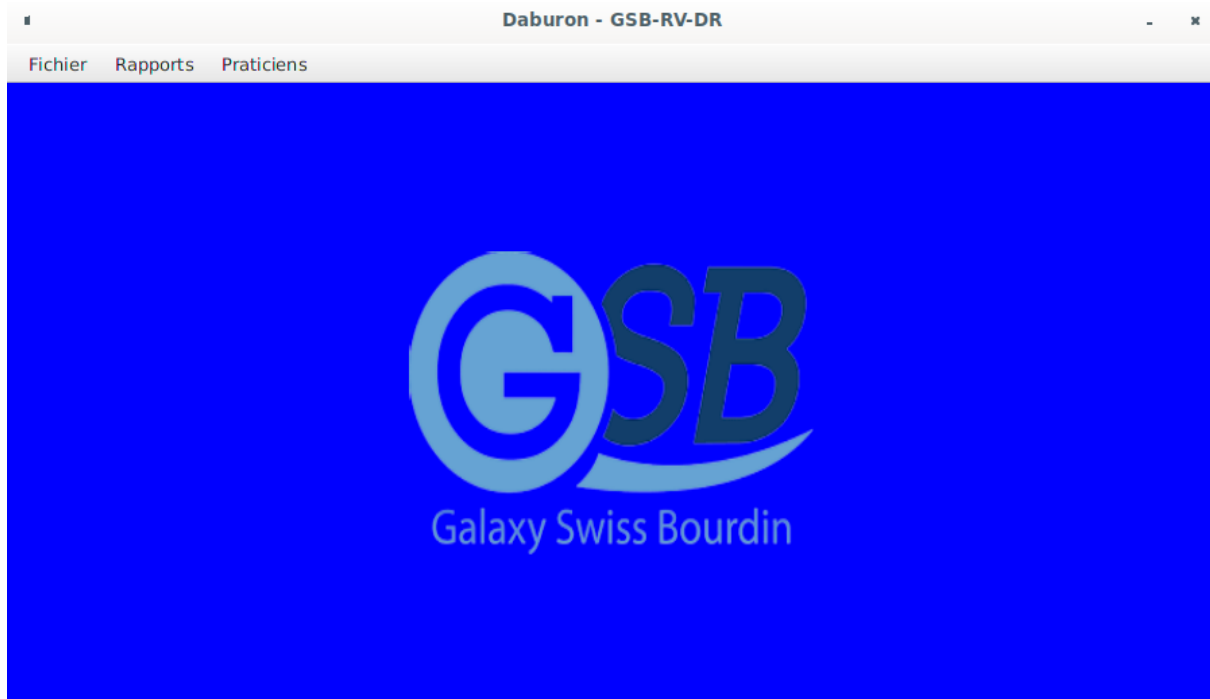 Daburon - GSB-RV-DR
Fichier Rapports Praticiens
GSB
Galaxy Swiss Bourdin